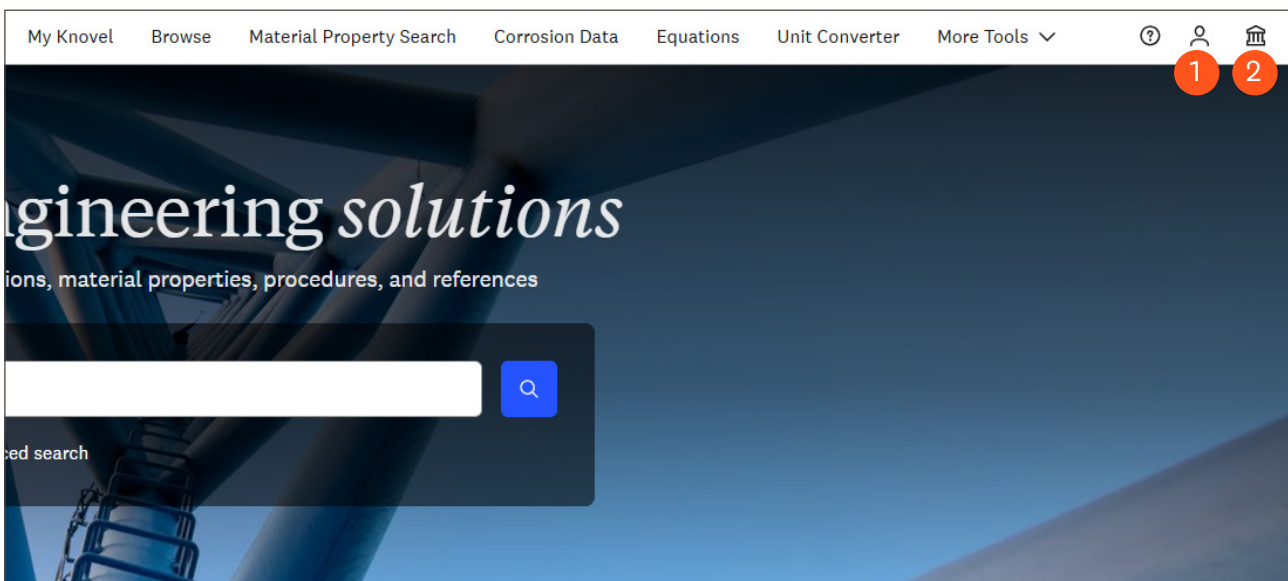 My Knovel Browse Material Property Search Corrosion Data Equations Unit Converter More Tools
1 2
gineering solutions
ions, material properties, procedures, and references
ced search